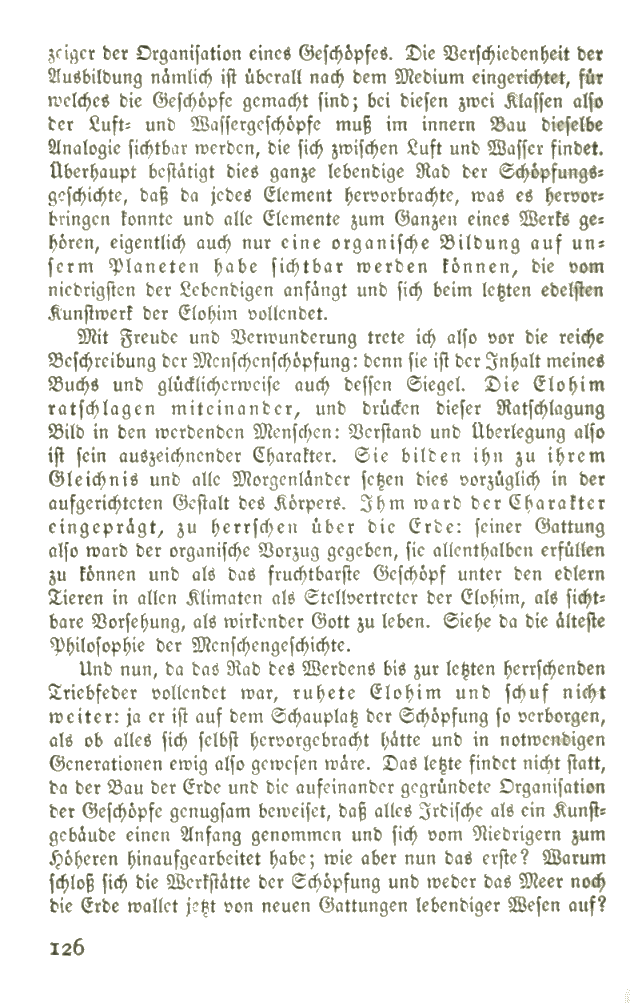 zeiger der Organisation eines Geschöpfes. Die Verschiedenheit der
Ausbildung nämlich ist überall nach dem Medium eingerichtet, für
welches die Geschöpfe gemacht sind; bei diesen zwei Klassen also
der Luft- und Wassergeschöpfe muß im innern Bau dieselbe
Analogie sichtbar werden, die sich zwischen Luft und Wasser findet.
Überhaupt bestätigt dies ganze lebendige Rad der Schöpfungs-
geschichte, daß da jedes Element hervorbrachte, was es hervor-
bringen konnte und alle Elemente zum Ganzen eines Werks ge-
hören, eigentlich auch nur eine organische Bildung auf un-
serm Planeten habe sichtbar werden können, die vom
niedrigsten der Lebendigen anfängt und sich beim letzten edelsten
Kunstwerk der Elohim vollendet.
Mit Freude und Verwunderung trete ich also vor die reiche
Beschreibung der Menschenschöpfung: denn sie ist der Inhalt meines
Buchs und glücklicherweise auch dessen Siegel. Die Elohim
ratschlagen miteinander, und drücken dieser Ratschlagung
Bild in den werdenden Menschen: Verstand und Überlegung also
ist sein auszeichnender Charakter. Sie bilden ihn zu ihrem
Gleichnis und alle Morgenländer setzen dies vorzüglich in der
aufgerichteten Gestalt des Körpers. Ihm ward der Charakter
eingeprägt, zu herrschen über die Erde: seiner Gattung
also ward der organische Vorzug gegeben, sie allenthalben erfüllen
zu können und als das fruchtbarste Geschöpf unter den edlern
Tieren in allen Klimaten als Stellvertreter der Elohim, als sicht-
bare Vorsehung, als wirkender Gott zu leben. Siehe da die älteste
Philosophie der Menschengeschichte.
Und nun, da das Rad des Werdens bis zur letzten herrschenden
Triebfeder vollendet war, ruhete Elohim und schuf nicht
weiter: ja er ist auf dem Schauplatz der Schöpfung so verborgen,
als ob alles sich selbst hervorgebracht hätte und in notwendigen
Generationen ewig also gewesen wäre. Das letzte findet nicht statt,
da der Bau der Erde und die aufeinander gegründete Organisation
der Geschöpfe genugsam beweiset, daß alles Irdische als ein Kunst-
gebäude einen Anfang genommen und sich vom Niedrigern zum
Höheren hinaufgearbeitet habe; wie aber nun das erste? Warum
schloß sich die Werkstätte der Schöpfung und weder das Meer noch
die Erde wallet jetzt von neuen Gattungen lebendiger Wesen auf?
126